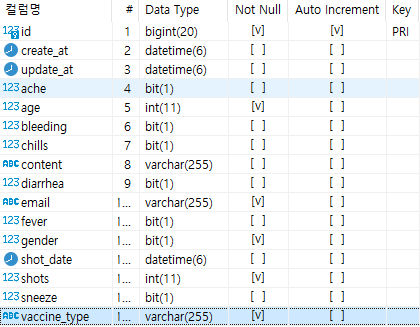 컬럼명 # Data Type Not Null Auto Increment Key
123 id 1 bigint(20) [v] [v] PRI
create_at 2 datetime(6) [ ] [ ]
update_at 3 datetime(6) [ ] [ ]
123 ache 4 bit(1) [ ] [ ]
123 age 5 int(11) [v] [ ]
123 bleeding 6 bit(1) [ ] [ ]
123 chills 7 bit(1) [ ] [ ]
ABC content 8 varchar(255) [ ] [ ]
123 diarrhea 9 bit(1) [ ] [ ]
ABC email 1... varchar(255) [v] [ ]
123 fever 1... bit(1) [ ] [ ]
123 gender 1... bit(1) [v] [ ]
shot_date 1... datetime(6) [ ] [ ]
123 shots 1... int(11) [v] [ ]
123 sneeze 1... bit(1) [ ] [ ]
ABC vaccine_type 1... varchar(255) [v] [ ]